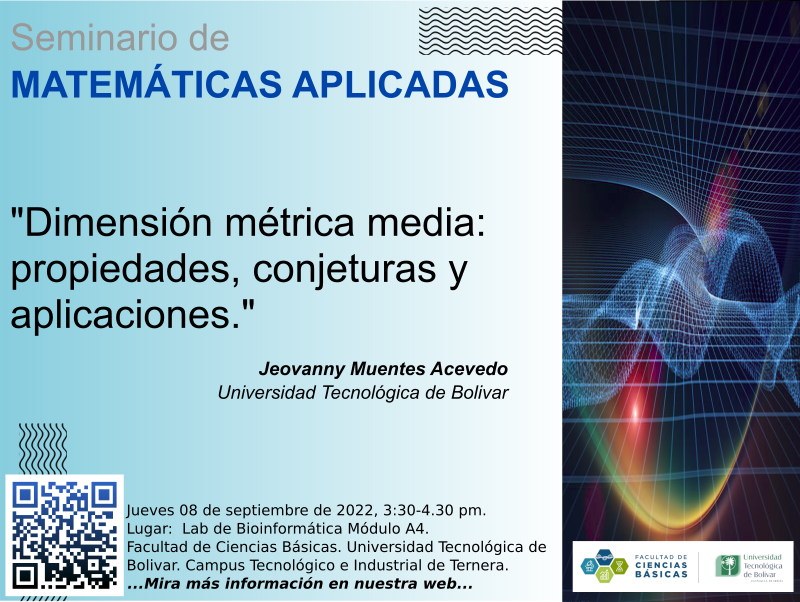 Seminario de
MATEMÁTICAS APLICADAS
"Dimensión métrica media:
propiedades, conjeturas y
aplicaciones."
Jeovanny Muentes Acevedo
Universidad Tecnológica de Bolivar
Jueves 08 de septiembre de 2022, 3:30-4.30 pm.
Lugar:  Lab de Bioinformática Módulo A4.
Facultad de Ciencias Básicas. Universidad Tecnológica de
Bolivar. Campus Tecnológico e Industrial de Ternera.
...Mira más información en nuestra web...
FACULTAD DE
CIENCIAS
BÁSICAS
Universidad
Tecnológica
de Bolívar